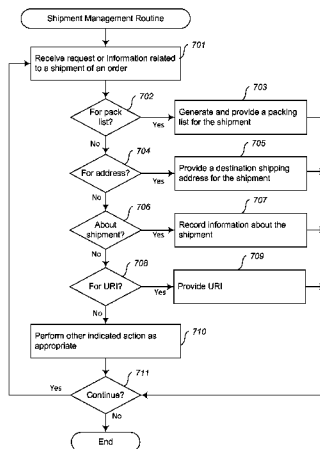 Shipment Management Routine
701
Receive request or information related
to a shipment of an order
702
For pack
list?
Yes
No
703
Generate and provide a packing
list for the shipment
704
For address?
Yes
No
705
Provide a destination shipping
address for the shipment
706
About
shipment?
Yes
No
707
Record information about the
shipment
708
For URI?
Yes
No
709
Provide URI
710
Perform other indicated action as
appropriate
711
Continue?
Yes
No
End